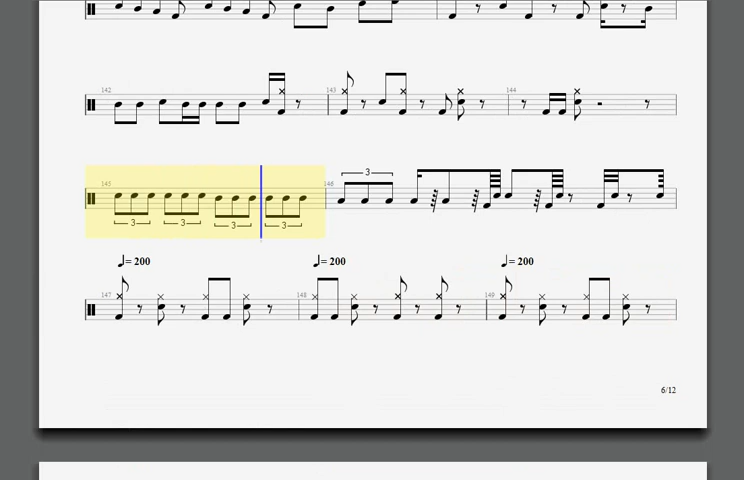 142 143 144
3
145 3 3 3 3 146
♩= 200 ♩= 200 ♩= 200
147 148 149
6/12